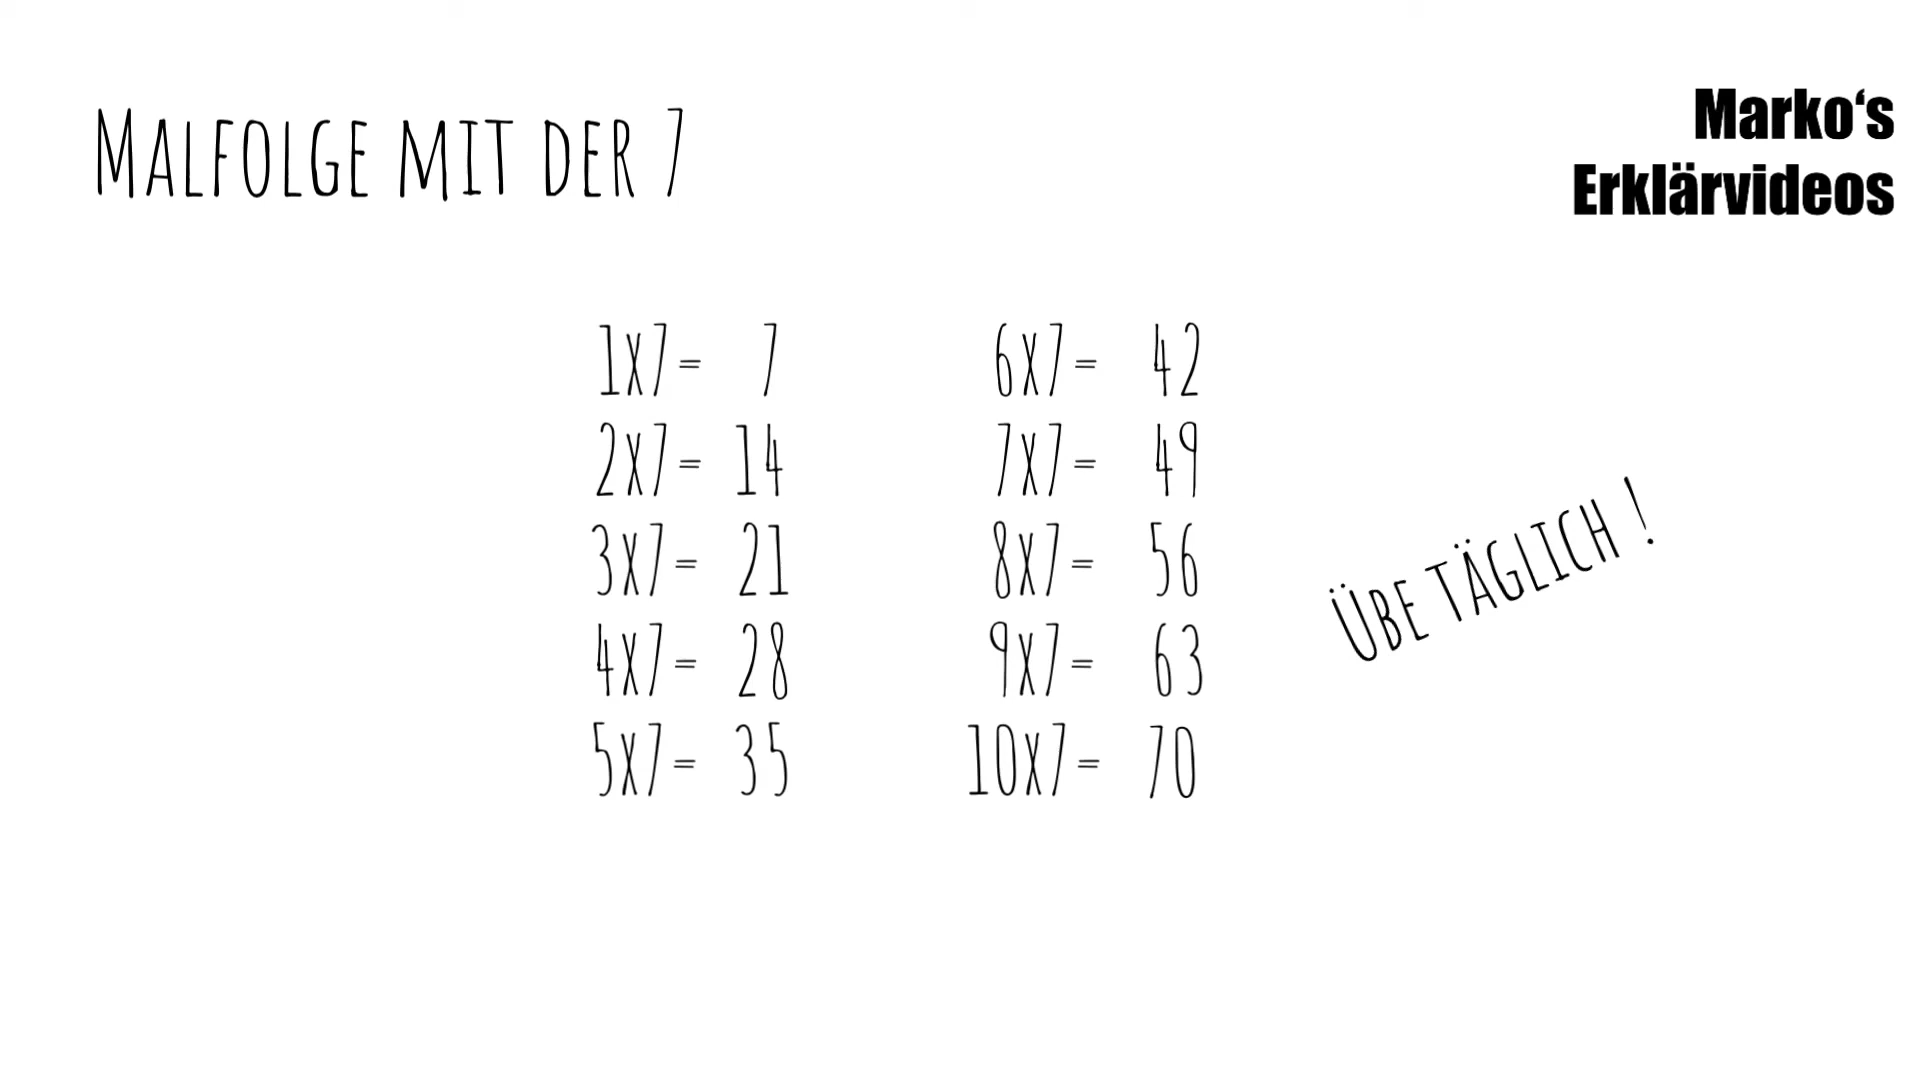 Malfolge mit der 7
Marko‘s
Erklärvideos
1x7= 7
2x7= 14
3x7= 21
4x7= 28
5x7= 35
6x7= 42
7x7= 49
8x7= 56
9x7= 63
10x7= 70
Übe täglich !